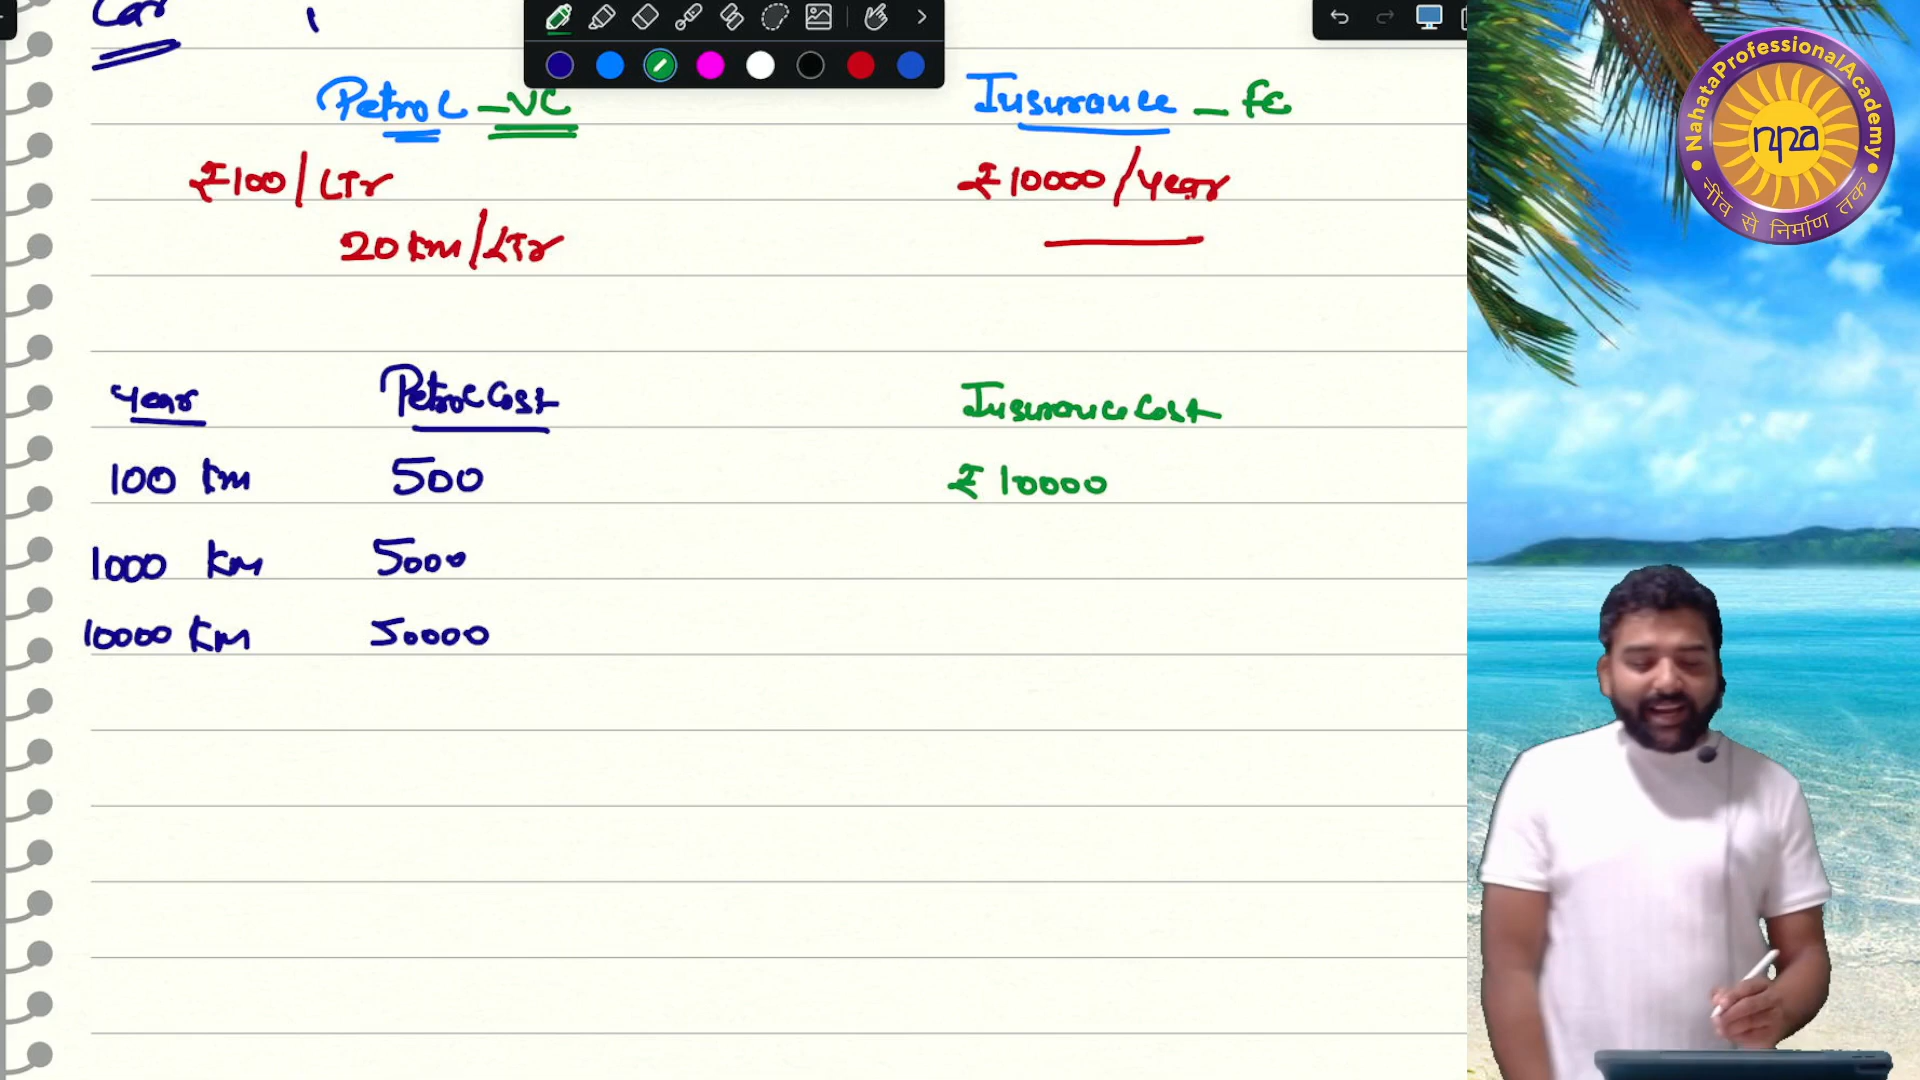 Car
Petrol - VC
Insurance - FC
₹100/LTr
₹10000/year
20 km/LTr
Year Petrol Cost Insurance Cost
100 km 500 ₹10000
1000 km 5000
10000 km 50000
• NahataProfessionalAcademy •
npa
नींव से निर्माण तक